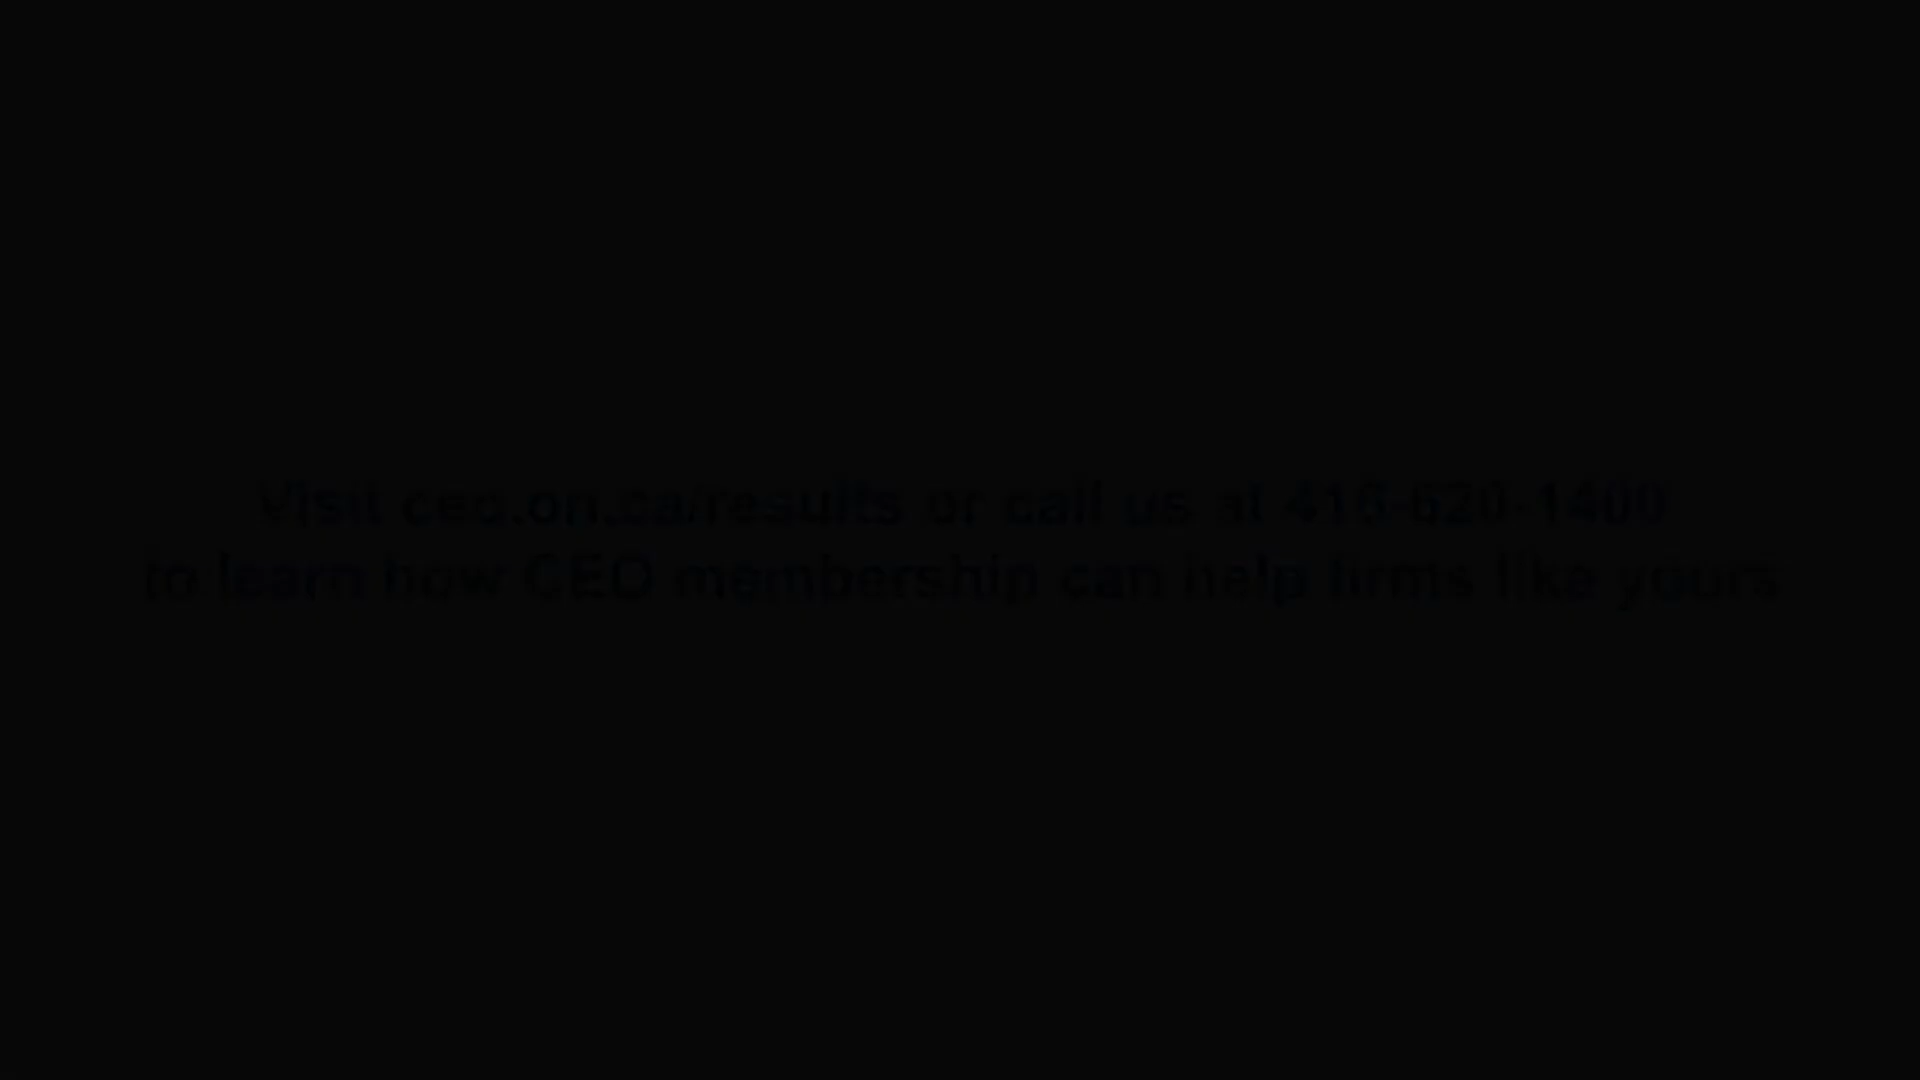 Visit ceo.on.ca/results or call us at 416-620-1400
to learn how CEO membership can help firms like yours